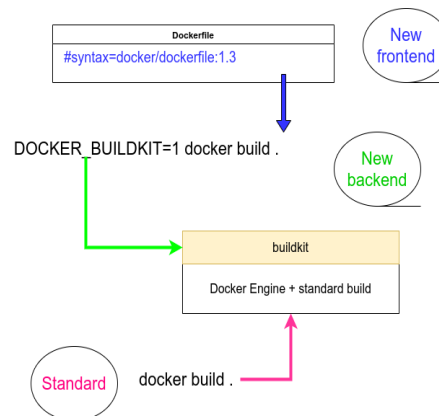 Dockerfile
#syntax=docker/dockerfile:1.3
New
frontend
DOCKER_BUILDKIT=1 docker build .
New
backend
buildkit
Docker Engine + standard build
Standard
docker build .